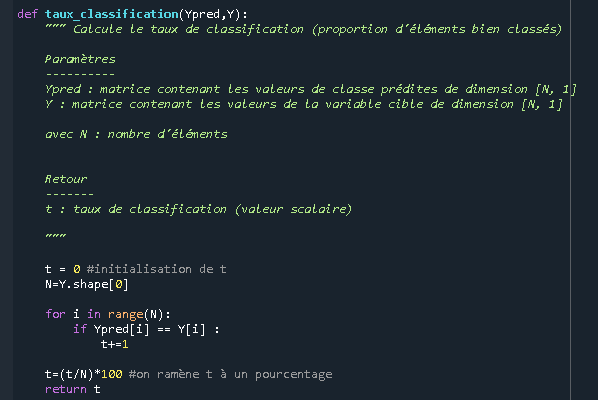 def taux_classification(Ypred,Y):
""" Calcule le taux de classification (proportion d'éléments bien classés)
Paramètres
----------
Ypred : matrice contenant les valeurs de classe prédites de dimension [N, 1]
Y : matrice contenant les valeurs de la variable cible de dimension [N, 1]
avec N : nombre d'éléments
Retour
-------
t : taux de classification (valeur scalaire)
"""
t = 0 #initialisation de t
N=Y.shape[0]
for i in range(N):
if Ypred[i] == Y[i] :
t+=1
t=(t/N)*100 #on ramène t à un pourcentage
return t